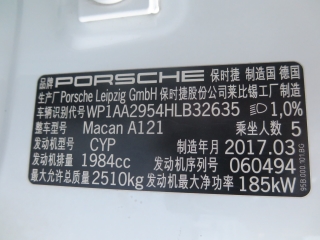 品牌 PORSCHE 保时捷 制造国 德国
生产厂 Porsche Leipzig GmbH 保时捷股份公司莱比锡工厂制造
车辆识别代号 WP1AA2954HLB32635 1,0%
整车型号 Macan A121 乘坐人数 5
发动机型号 CYP 制造年月 2017.03
发动机排量 1984cc 发动机序号 060494
最大允许总质量 2510kg 发动机最大净功率 185kW
95B.000.101.BG